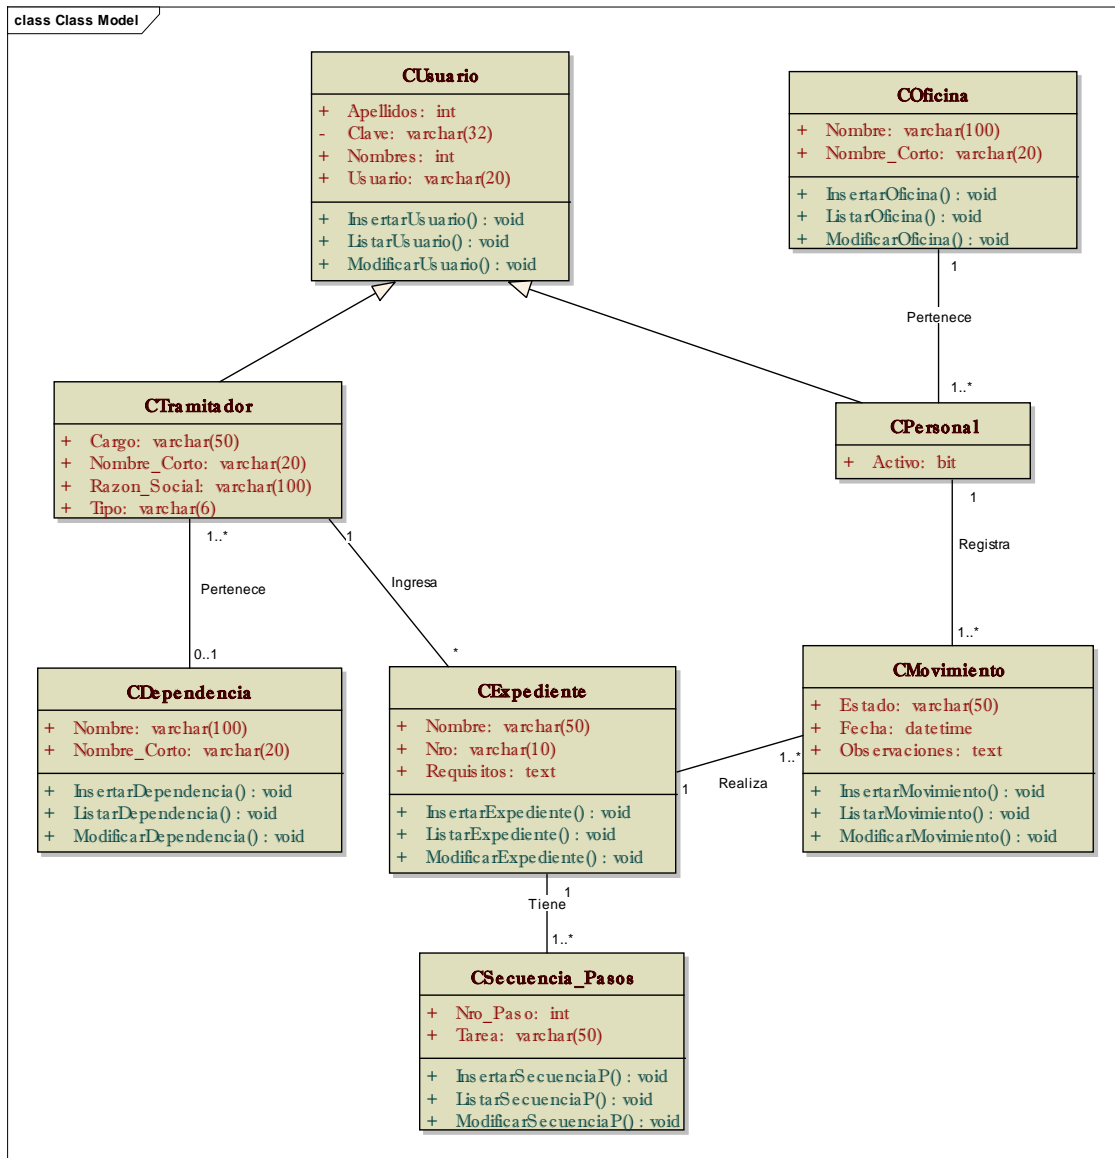 class Class Model
CUsuario
+ Apellidos: int
- Clave: varchar(32)
+ Nombres: int
+ Usuario: varchar(20)
+ InsertarUsuario() : void
+ ListarUsuario() : void
+ ModificarUsuario() : void
COficina
+ Nombre: varchar(100)
+ Nombre_Corto: varchar(20)
+ InsertarOficina() : void
+ ListarOficina() : void
+ ModificarOficina() : void
1
Pertenece
1..*
CTramitador
+ Cargo: varchar(50)
+ Nombre_Corto: varchar(20)
+ Razon_Social: varchar(100)
+ Tipo: varchar(6)
CPersonal
+ Activo: bit
1..*
Pertenece
0..1
1
Ingresa
*
1
Registra
1..*
CDependencia
+ Nombre: varchar(100)
+ Nombre_Corto: varchar(20)
+ InsertarDependencia() : void
+ ListarDependencia() : void
+ ModificarDependencia() : void
CExpediente
+ Nombre: varchar(50)
+ Nro: varchar(10)
+ Requisitos: text
+ InsertarExpediente() : void
+ ListarExpediente() : void
+ ModificarExpediente() : void
1
Realiza
1..*
CMovimiento
+ Estado: varchar(50)
+ Fecha: datetime
+ Observaciones: text
+ InsertarMovimiento() : void
+ ListarMovimiento() : void
+ ModificarMovimiento() : void
1
Tiene
1..*
CSecuencia_Pasos
+ Nro_Paso: int
+ Tarea: varchar(50)
+ InsertarSecuenciaP() : void
+ ListarSecuenciaP() : void
+ ModificarSecuenciaP() : void